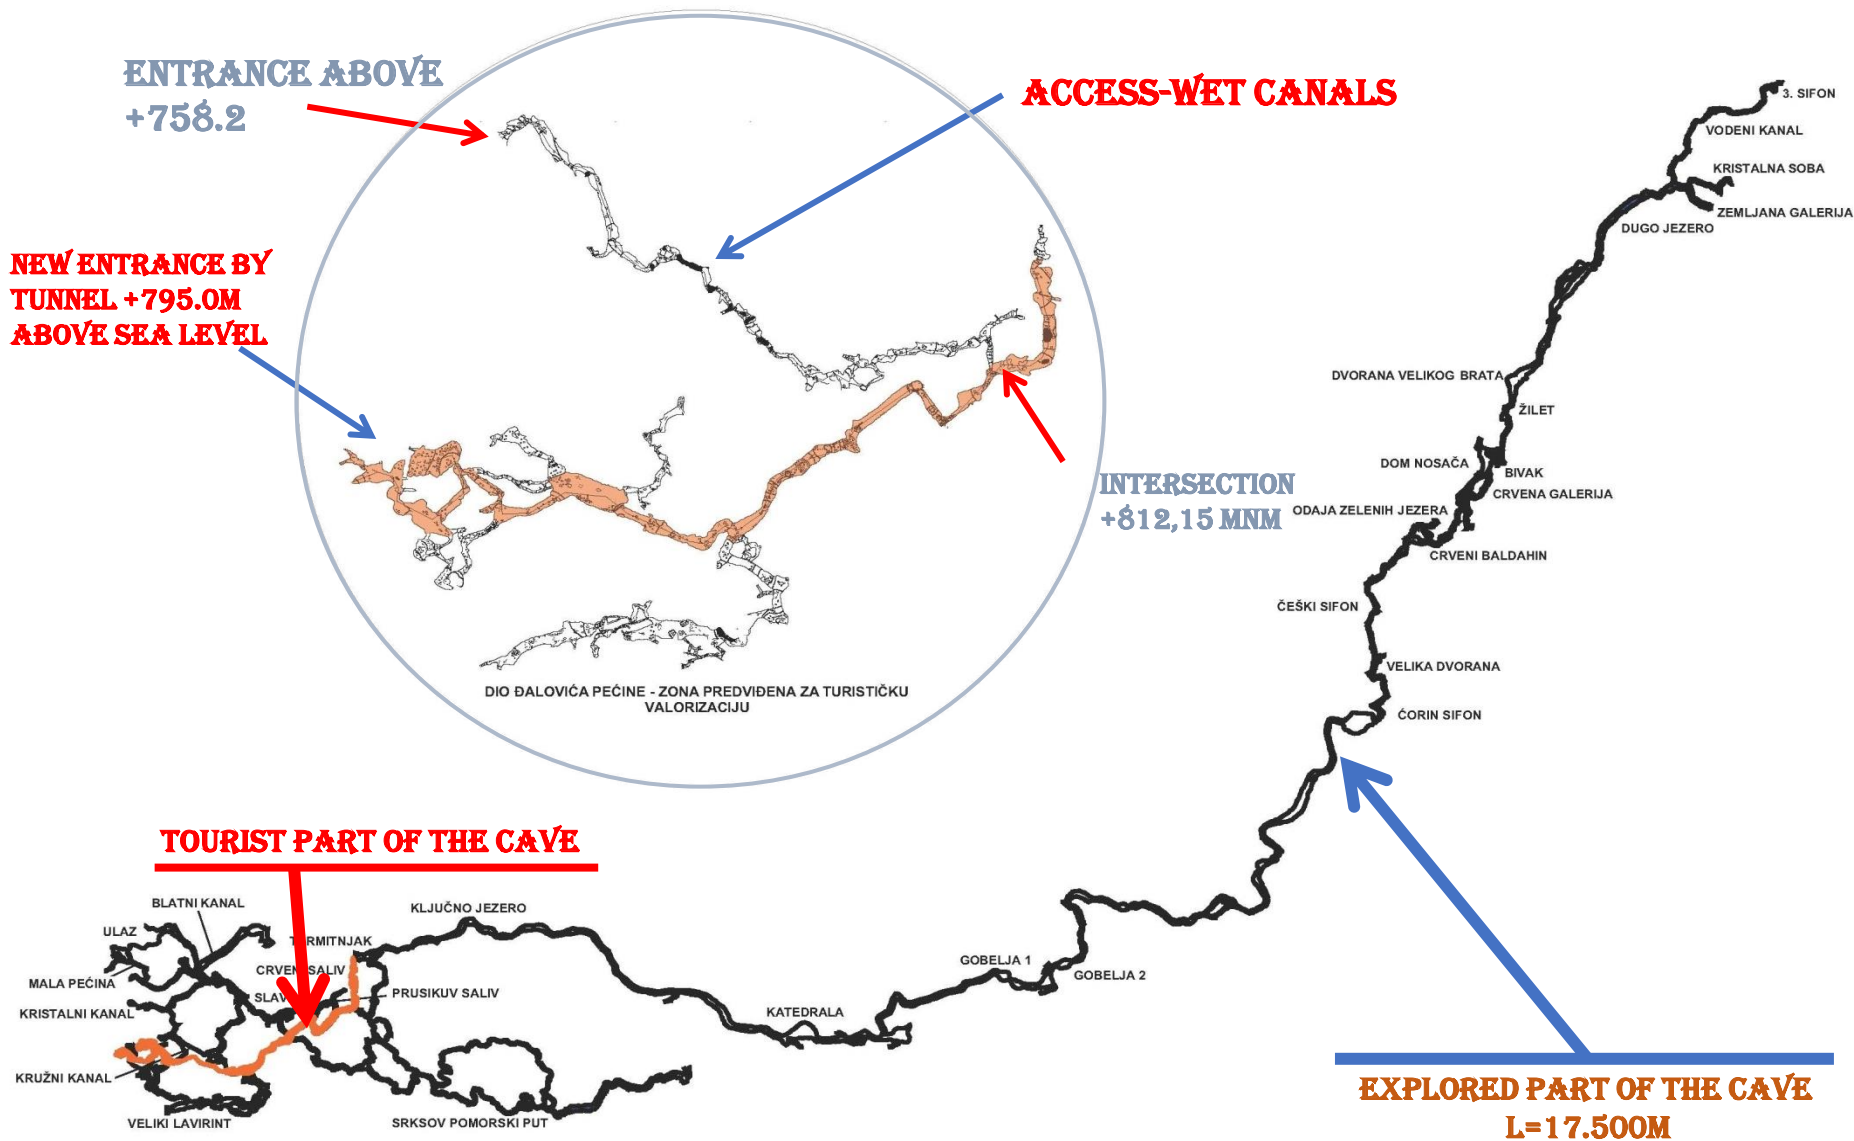 ENTRANCE ABOVE
+758.2
ACCESS-WET CANALS
NEW ENTRANCE BY
TUNNEL +795.0M
ABOVE SEA LEVEL
INTERSECTION
+812,15 MNM
DIO ĐALOVIĆA PEĆINE - ZONA PREDVIĐENA ZA TURISTIČKU
VALORIZACIJU
3. SIFON
VODENI KANAL
KRISTALNA SOBA
ZEMLJANA GALERIJA
DUGO JEZERO
DVORANA VELIKOG BRATA
ŽILET
DOM NOSAČA
BIVAK
CRVENA GALERIJA
ODAJA ZELENIH JEZERA
CRVENI BALDAHIN
ČEŠKI SIFON
VELIKA DVORANA
ĆORIN SIFON
TOURIST PART OF THE CAVE
BLATNI KANAL
ULAZ
KLJUČNO JEZERO
MALA PEĆINA
CRVENI SALIV
PRUSIKUV SALIV
KRISTALNI KANAL
KATEDRALA
GOBELJA 1
GOBELJA 2
KRUŽNI KANAL
VELIKI LAVIRINT
SRKSOV POMORSKI PUT
EXPLORED PART OF THE CAVE
L=17.500M